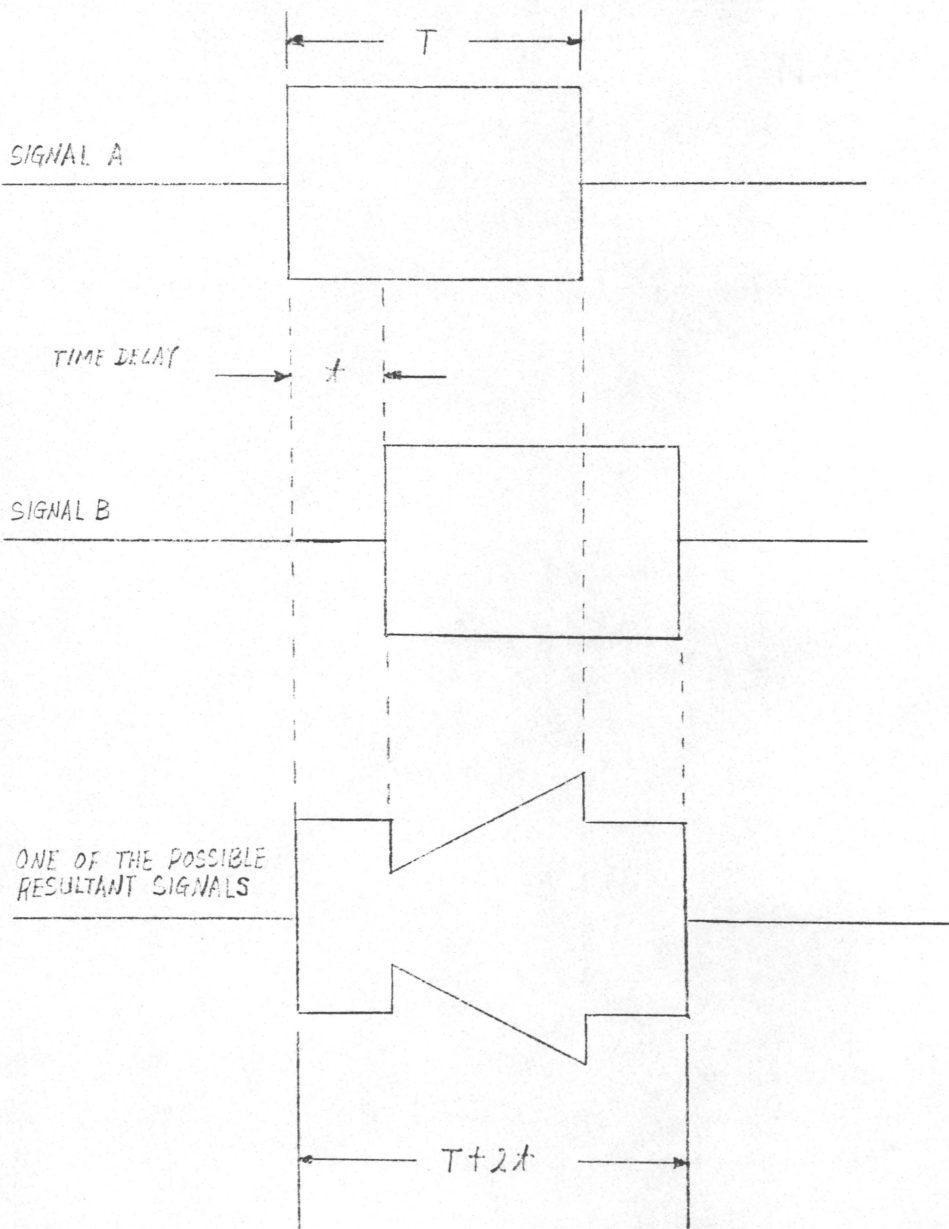 T
SIGNAL A
TIME DELAY
t
SIGNAL B
ONE OF THE POSSIBLE
RESULTANT SIGNALS
T+2t